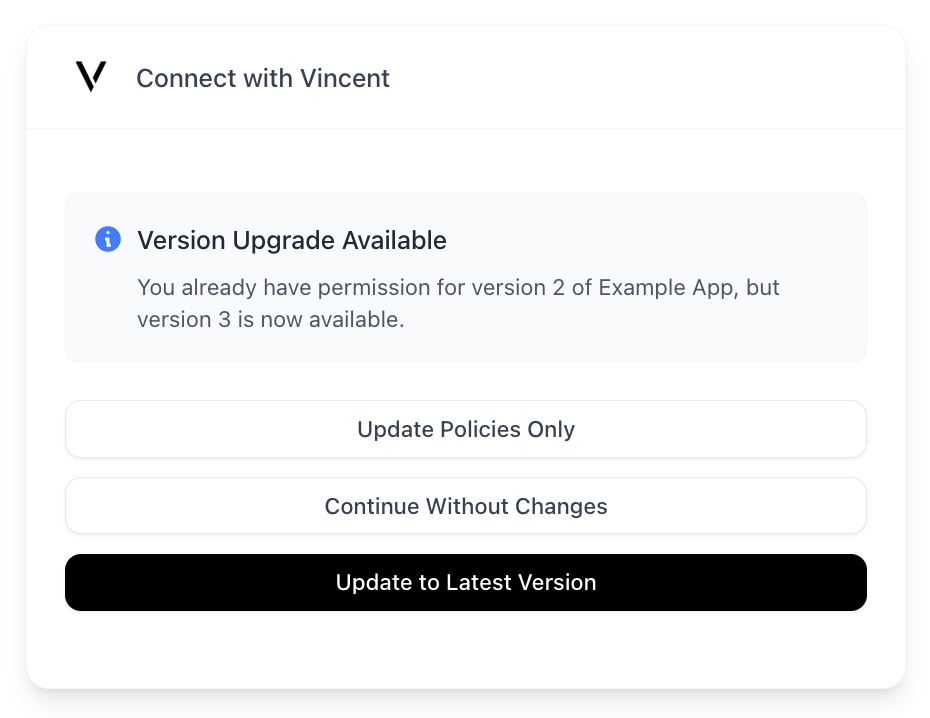 Connect with Vincent
Version Upgrade Available
You already have permission for version 2 of Example App, but
version 3 is now available.
Update Policies Only
Continue Without Changes
Update to Latest Version